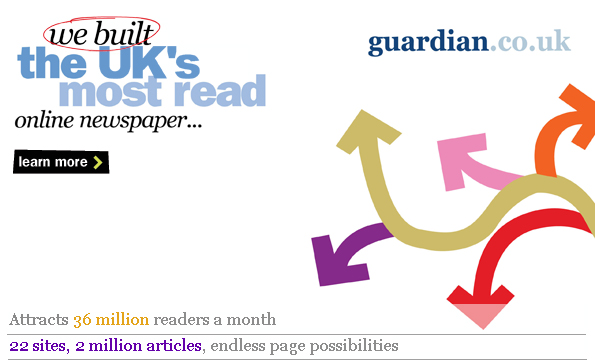 we built
the UK's
most read
online newspaper...
learn more
guardian.co.uk
Attracts 36 million readers a month
22 sites, 2 million articles, endless page possibilities